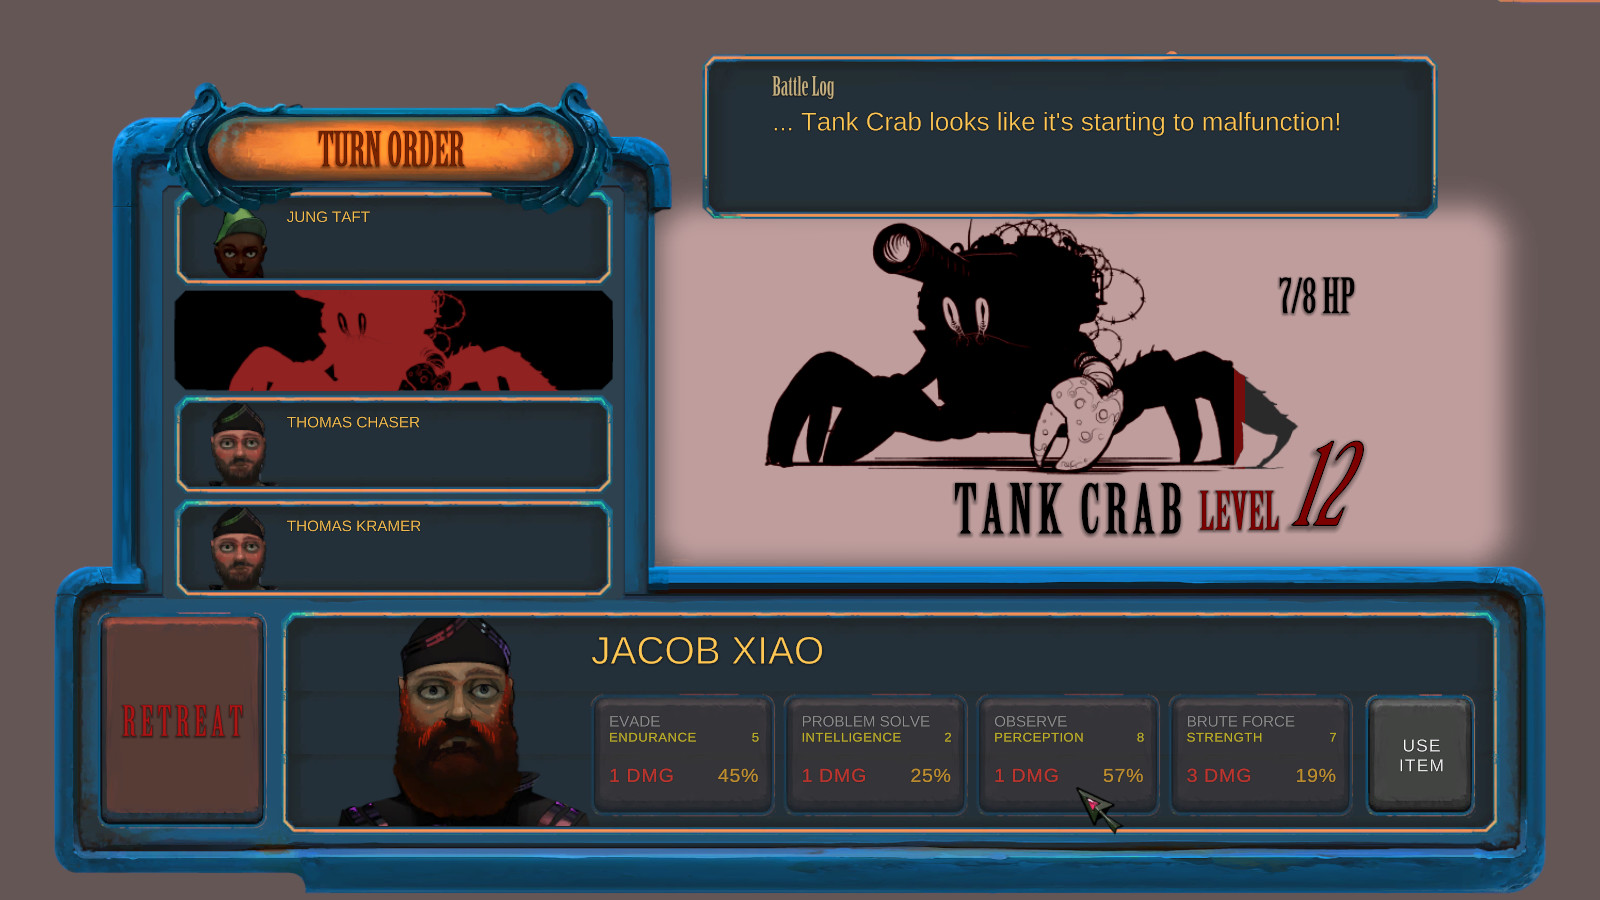 Battle Log
... Tank Crab looks like it's starting to malfunction!
TURN ORDER
JUNG TAFT
THOMAS CHASER
THOMAS KRAMER
7/8 HP
TANK CRAB LEVEL 12
RETREAT
JACOB XIAO
EVADE
ENDURANCE 5
1 DMG 45%
PROBLEM SOLVE
INTELLIGENCE 2
1 DMG 25%
OBSERVE
PERCEPTION 8
1 DMG 57%
BRUTE FORCE
STRENGTH 7
3 DMG 19%
USE
ITEM